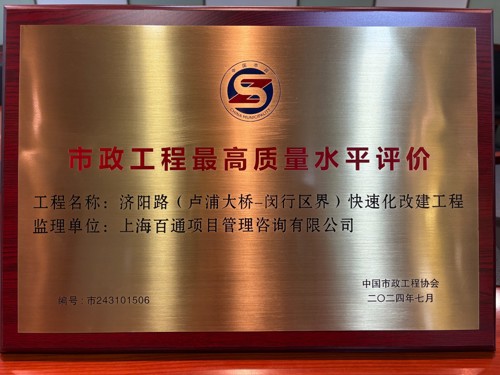 市政工程最高质量水平评价
工程名称：济阳路（卢浦大桥-闵行区界）快速化改建工程
监理单位：上海百通项目管理咨询有限公司
中国市政工程协会
编号：市243101506
二〇二四年七月